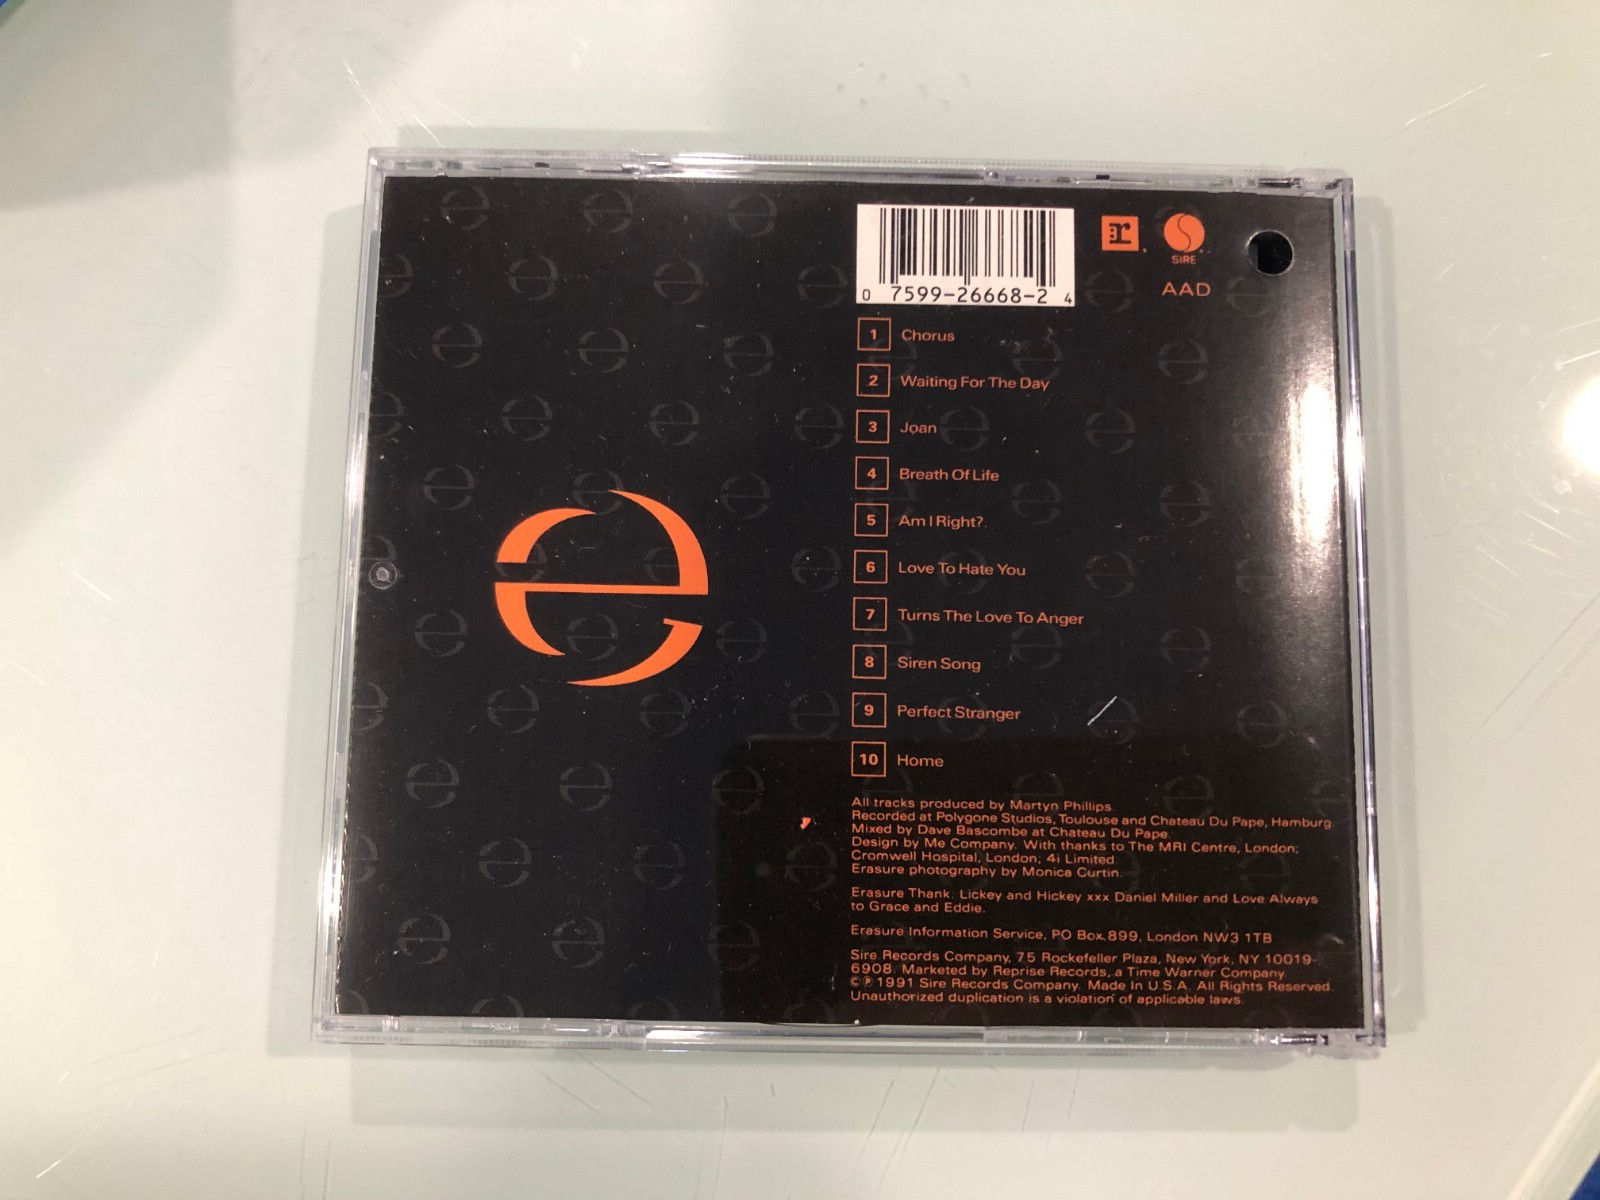 0 7599-26668-2 4
r
SIRE
AAD
1 Chorus
2 Waiting For The Day
3 Joan
4 Breath Of Life
5 Am I Right?
6 Love To Hate You
7 Turns The Love To Anger
8 Siren Song
9 Perfect Stranger
10 Home
e
All tracks produced by Martyn Phillips.
Recorded at Polygone Studios, Toulouse and Chateau Du Pape, Hamburg.
Mixed by Dave Bascombe at Chateau Du Pape.
Design by Me Company. With thanks to The MRI Centre, London;
Cromwell Hospital, London; 4i Limited.
Erasure photography by Monica Curtin.
Erasure Thank: Lickey and Hickey xxx Daniel Miller and Love Always
to Grace and Eddie.
Erasure Information Service, PO Box 899, London NW3 1TB
Sire Records Company, 75 Rockefeller Plaza, New York, NY 10019-
6908. Marketed by Reprise Records, a Time Warner Company.
©℗ 1991 Sire Records Company. Made In U.S.A. All Rights Reserved.
Unauthorized duplication is a violation of applicable laws.